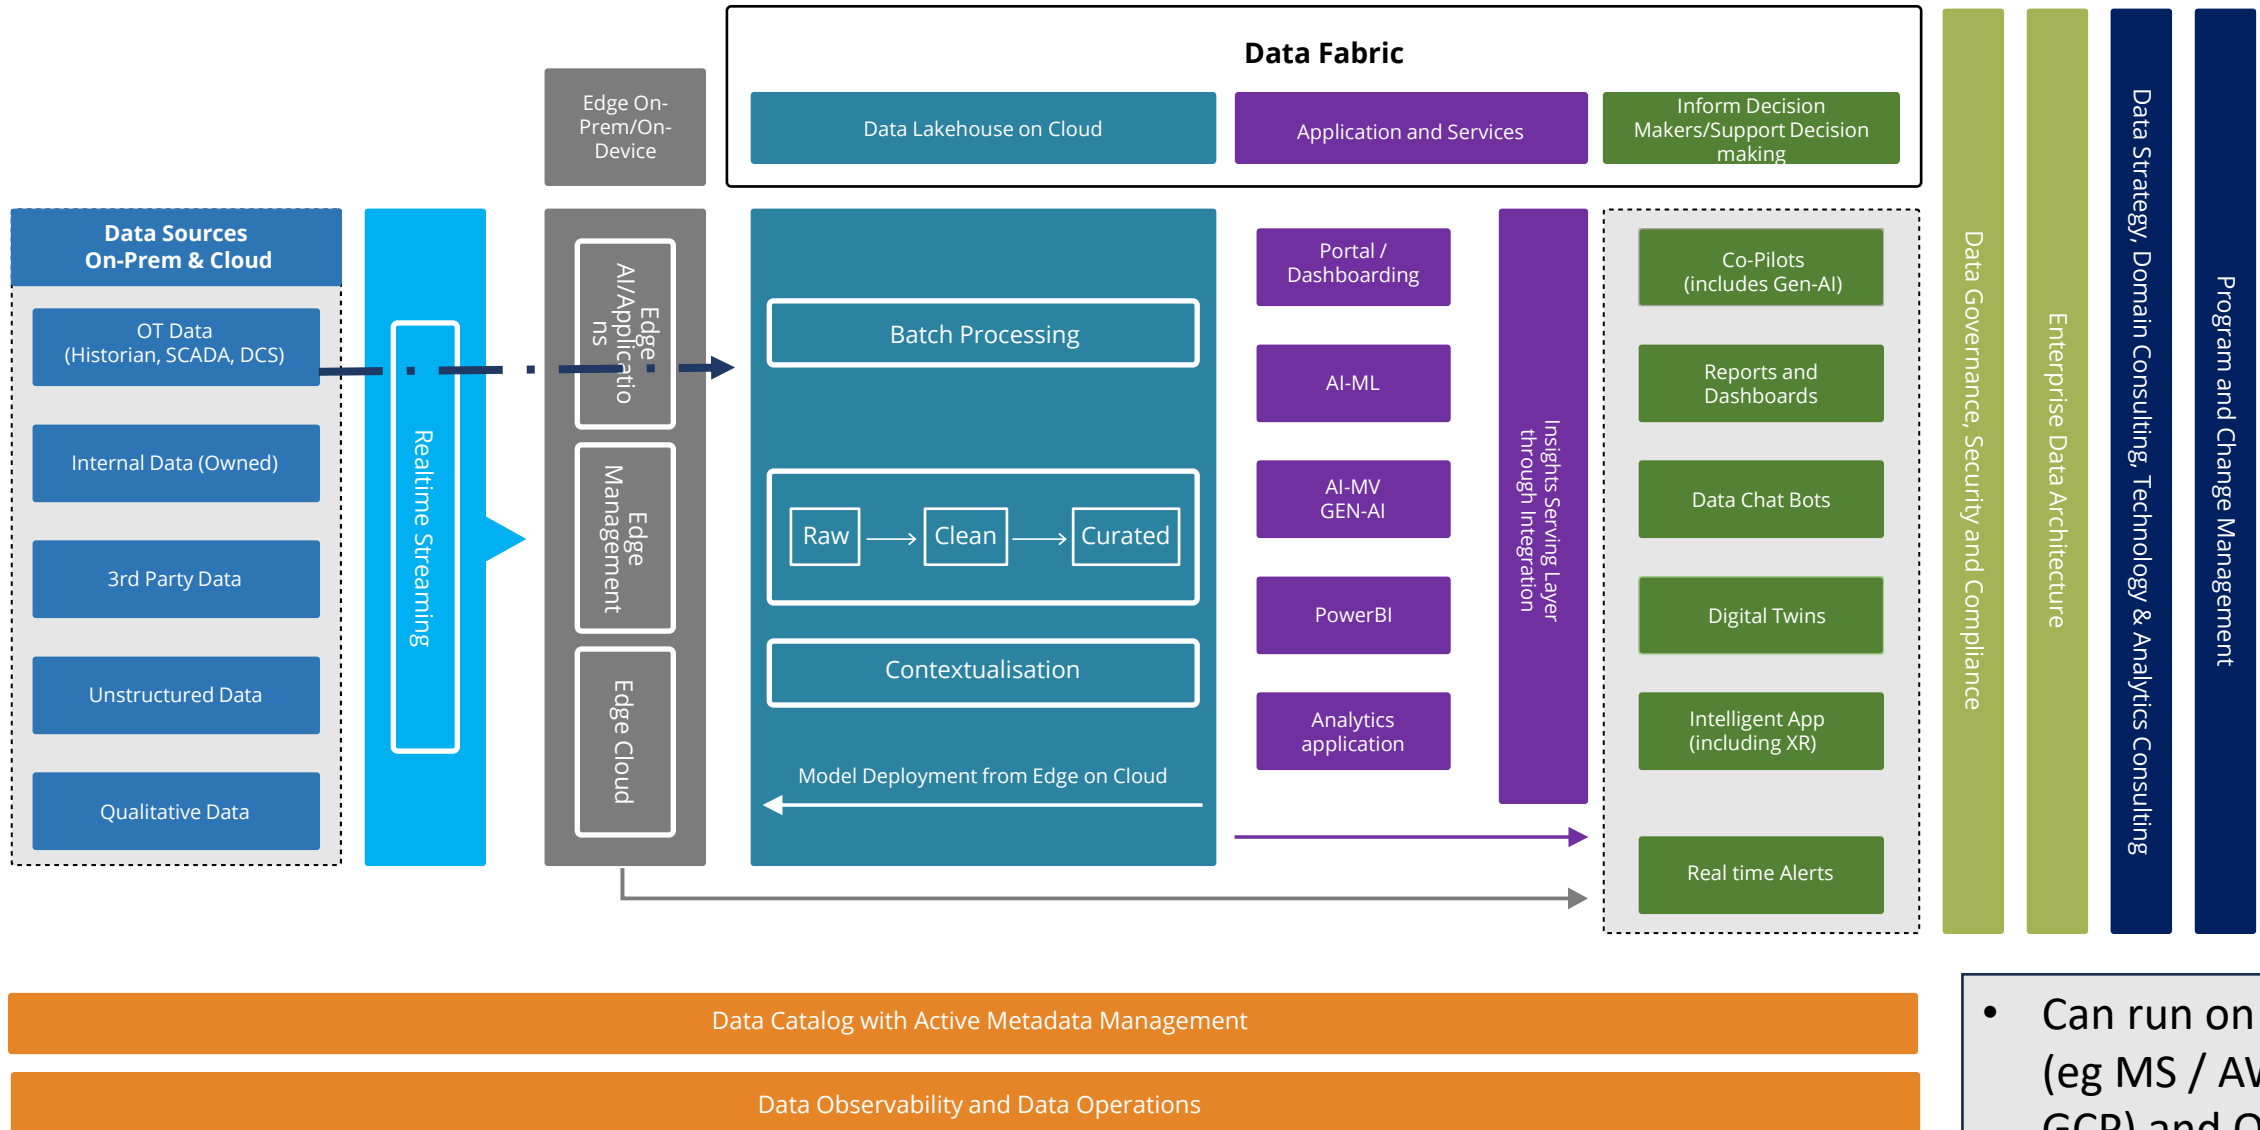 Data Fabric
Edge On-
Prem/On-
Device
Data Lakehouse on Cloud
Application and Services
Inform Decision
Makers/Support Decision
making
Data Sources
On-Prem & Cloud
OT Data
(Historian, SCADA, DCS)
Internal Data (Owned)
3rd Party Data
Unstructured Data
Qualitative Data
Realtime Streaming
Edge
AI/Applicatio
ns
Edge
Management
Edge Cloud
Batch Processing
Raw
Clean
Curated
Contextualisation
Model Deployment from Edge on Cloud
Portal /
Dashboarding
AI-ML
AI-MV
GEN-AI
PowerBI
Analytics
application
Insights Serving Layer
through Integration
Co-Pilots
(includes Gen-AI)
Reports and
Dashboards
Data Chat Bots
Digital Twins
Intelligent App
(including XR)
Real time Alerts
Data Governance, Security and Compliance
Enterprise Data Architecture
Data Strategy, Domain Consulting, Technology & Analytics Consulting
Program and Change Management
Data Catalog with Active Metadata Management
Data Observability and Data Operations
• Can run on
(eg MS /
GCP) and